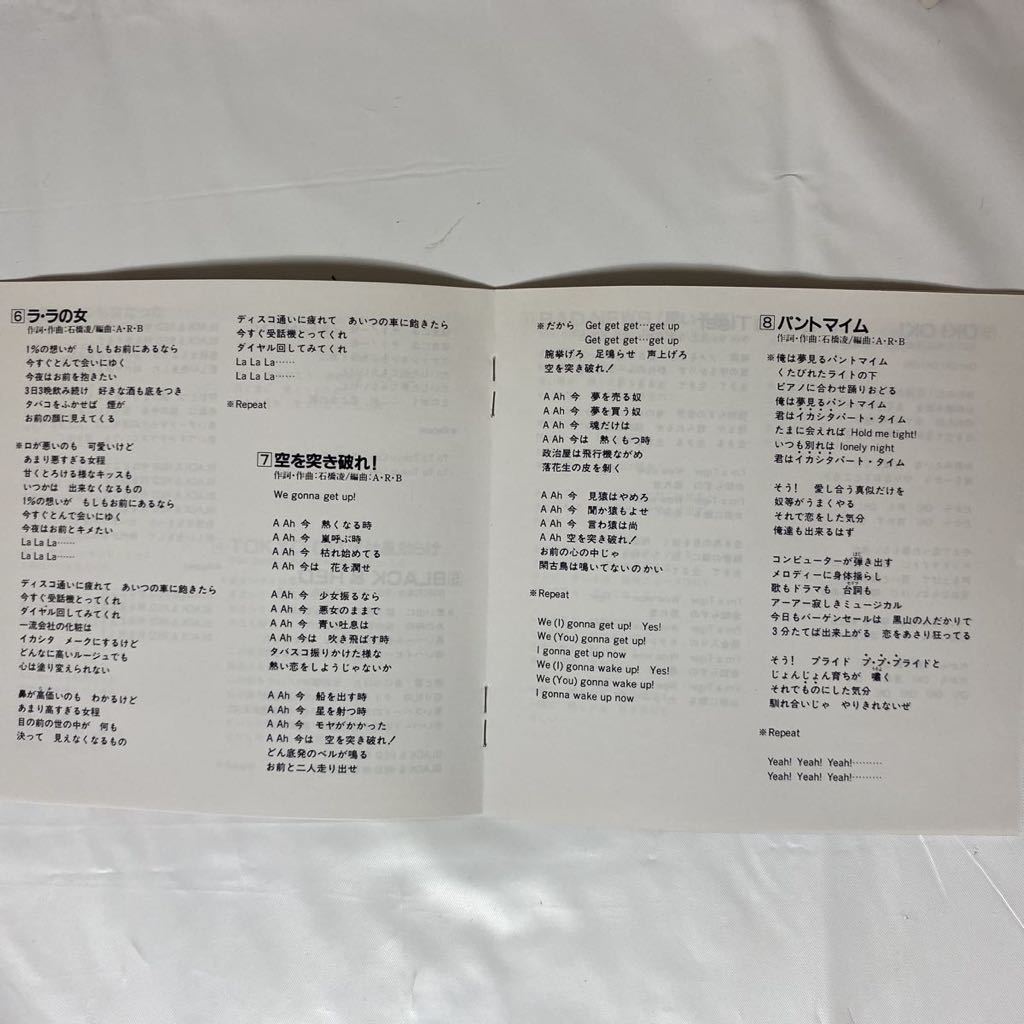 6 ラ・ラの女
作詞・作曲:石橋凌/編曲:A・R・B
1%の想いが もしもお前にあるなら
今すぐとんで会いにゆく
今夜はお前を抱きたい
3日3晩飲み続け 好きな酒も底をつき
タバコをふかせば 煙が
お前の顔に見えてくる
※口が悪いのも 可愛いけど
あまり悪すぎる女程
甘くとろける様なキッスも
いつかは 出来なくなるもの
1%の想いが もしもお前にあるなら
今すぐとんで会いにゆく
今夜はお前とキメたい
La La La……
La La La……
ディスコ通いに疲れて あいつの車に飽きたら
今すぐ受話機とってくれ
ダイヤル回してみてくれ
一流会社の化粧は
イカシタ メークにするけど
どんなに高いルージュでも
心は塗り変えられない
鼻が高価いのも わかるけど
あまり高すぎる女程
目の前の世の中が 何も
決って 見えなくなるもの
ディスコ通いに疲れて あいつの車に飽きたら
今すぐ受話機とってくれ
ダイヤル回してみてくれ
La La La……
La La La……
※Repeat
7 空を突き破れ!
作詞・作曲:石橋凌/編曲:A・R・B
We gonna get up!
A Ah 今 熱くなる時
A Ah 今 嵐呼ぶ時
A Ah 今 枯れ始めてる
A Ah 今は 花を潤せ
A Ah 今 少女振るなら
A Ah 今 悪女のままで
A Ah 今 青い吐息は
A Ah 今は 吹き飛ばす時
タバスコ振りかけた様な
熱い恋をしようじゃないか
A Ah 今 船を出す時
A Ah 今 星を射つ時
A Ah 今 モヤがかかった
A Ah 今は 空を突き破れ!
どん底発のベルが鳴る
お前と二人走り出せ
※だから Get get get…get up
Get get get…get up
腕挙げろ 足鳴らせ 声上げろ
空を突き破れ!
A Ah 今 夢を売る奴
A Ah 今 夢を買う奴
A Ah 今 魂だけは
A Ah 今は 熱くもつ時
政治屋は飛行機ながめ
落花生の皮を剝く
A Ah 今 見猿はやめろ
A Ah 今 聞か猿もよせ
A Ah 今 言わ猿は尚
A Ah 空を突き破れ!
お前の心の中じゃ
閑古鳥は鳴いてないのかい
※Repeat
We (I) gonna get up! Yes!
We (You) gonna get up!
I gonna get up now
We (I) gonna wake up! Yes!
We (You) gonna wake up!
I gonna wake up now
8 パントマイム
作詞・作曲:石橋凌/編曲:A・R・B
※俺は夢見るパントマイム
くたびれたライトの下
ピアノに合わせ踊りおどる
俺は夢見るパントマイム
君はイカシタパート・タイム
たまに会えれば Hold me tight!
いつも別れは lonely night
君はイカシタパート・タイム
そう! 愛し合う真似だけを
奴等がうまくやる
それで恋をした気分
俺達も出来るはず
コンピューターが弾き出す
メロディーに身体揺らし
歌もドラマも 台詞も
アーアー寂しきミュージカル
今日もバーゲンセールは 黒山の人だかりで
3分たてば出来上がる 恋をあさり狂ってる
そう! プライド プ・プ・プライドと
じょんじょん育ちが 囁く
それでものにした気分
馴れ合いじゃ やりきれないぜ
※Repeat
Yeah! Yeah! Yeah!………
Yeah! Yeah! Yeah!………